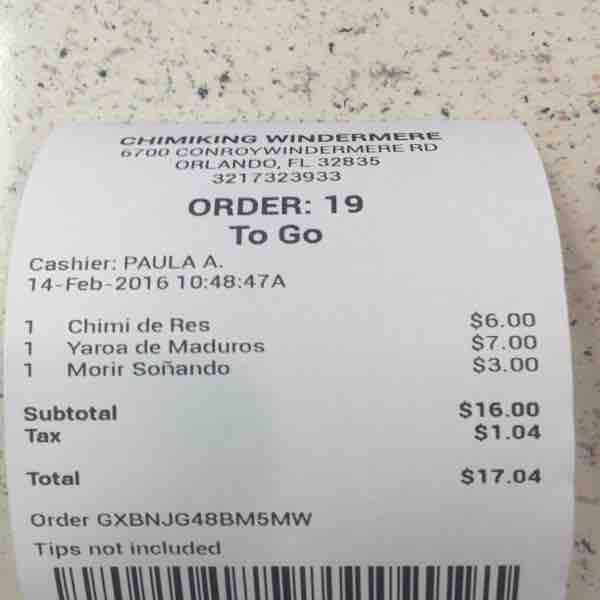 CHIMIKING WINDERMERE
6700 CONROYWINDERMERE RD
ORLANDO, FL 32835
3217323933
ORDER: 19
To Go
Cashier: PAULA A.
14-Feb-2016 10:48:47A
1 Chimi de Res $6.00
1 Yaroa de Maduros $7.00
1 Morir Soñando $3.00
Subtotal $16.00
Tax $1.04
Total $17.04
Order GXBNJG48BM5MW
Tips not included